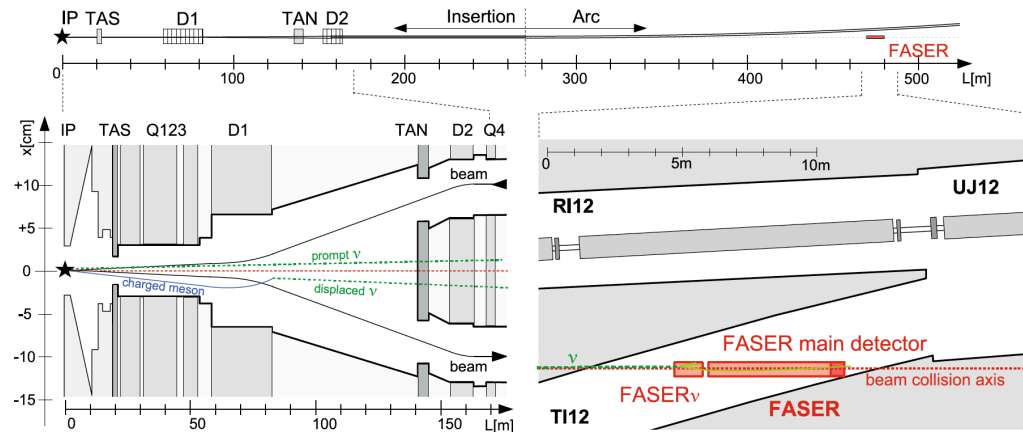 IP TAS D1 TAN D2 Insertion Arc
FASER
0 100 200 300 400 500 L[m]
x[cm]
IP TAS Q123 D1 TAN D2 Q4
+10
+5
0
-5
-10
-15
beam
prompt ν
displaced ν
charged meson
beam
0 50 100 150 L[m]
0 5m 10m
RI12
UJ12
FASER main detector
ν
beam collision axis
FASERν
FASER
TI12